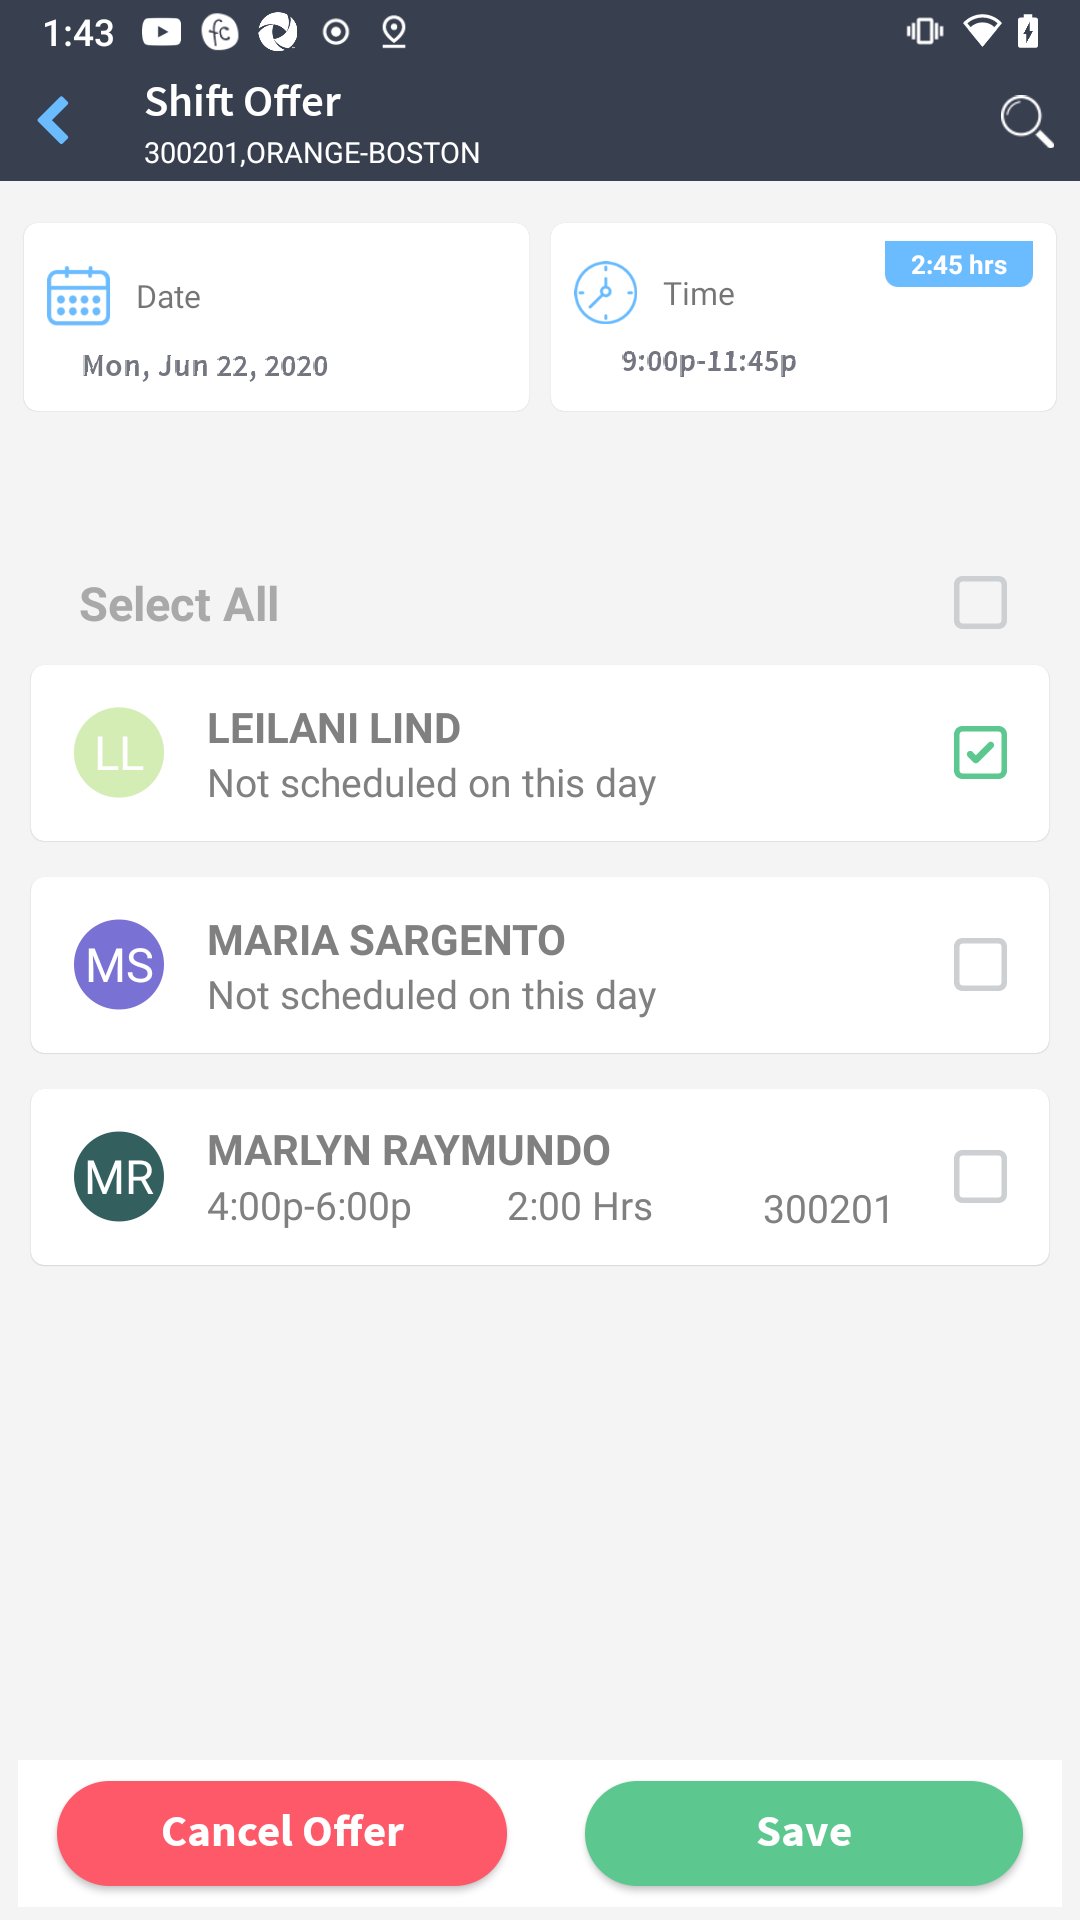 1:43
Shift Offer
300201,ORANGE-BOSTON
Date
Mon, Jun 22, 2020
2:45 hrs
Time
9:00p-11:45p
Select All
LL
LEILANI LIND
Not scheduled on this day
MS
MARIA SARGENTO
Not scheduled on this day
MR
MARLYN RAYMUNDO
4:00p-6:00p 2:00 Hrs 300201
Cancel Offer
Save